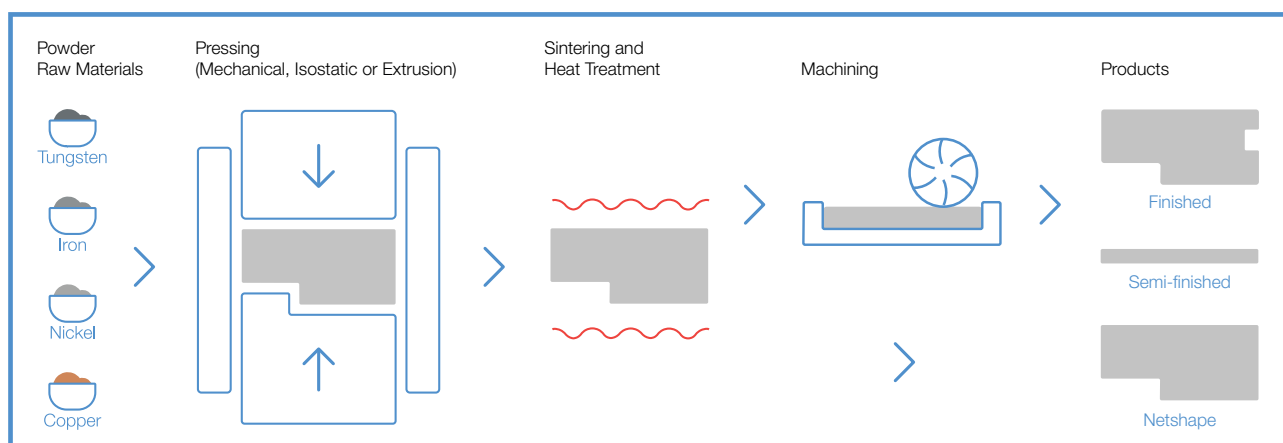 Powder
Raw Materials
Tungsten
Iron
Nickel
Copper
Pressing
(Mechanical, Isostatic or Extrusion)
Sintering and
Heat Treatment
Machining
Products
Finished
Semi-finished
Netshape